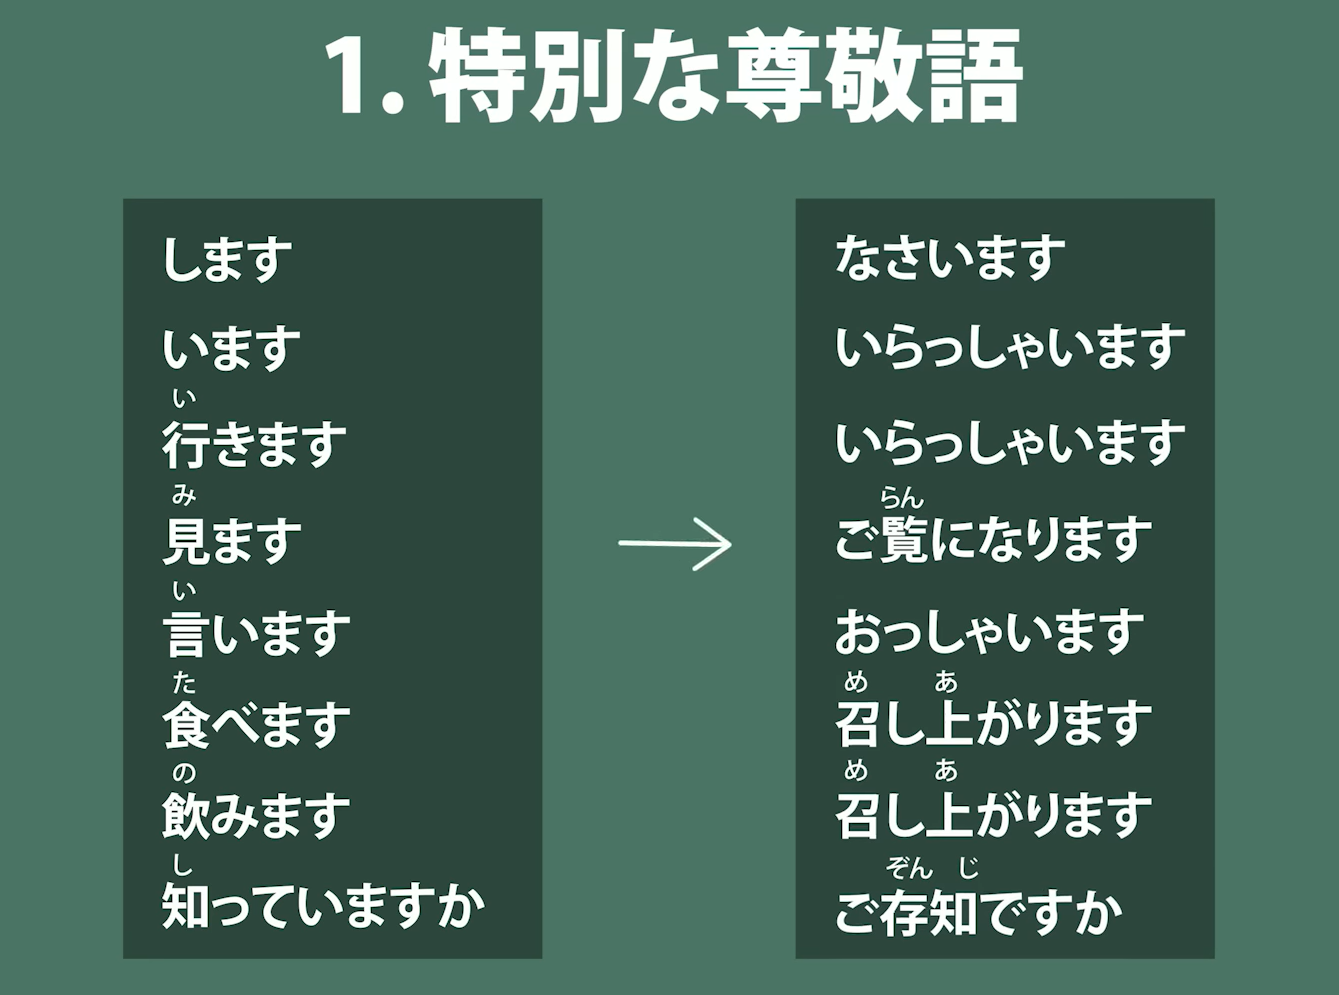 1. 特別な尊敬語
します
います
い
行きます
み
見ます
い
言います
た
食べます
の
飲みます
し
知っていますか
なさいます
いらっしゃいます
いらっしゃいます
らん
ご覧になります
おっしゃいます
め あ
召し上がります
め あ
召し上がります
ぞん じ
ご存知ですか